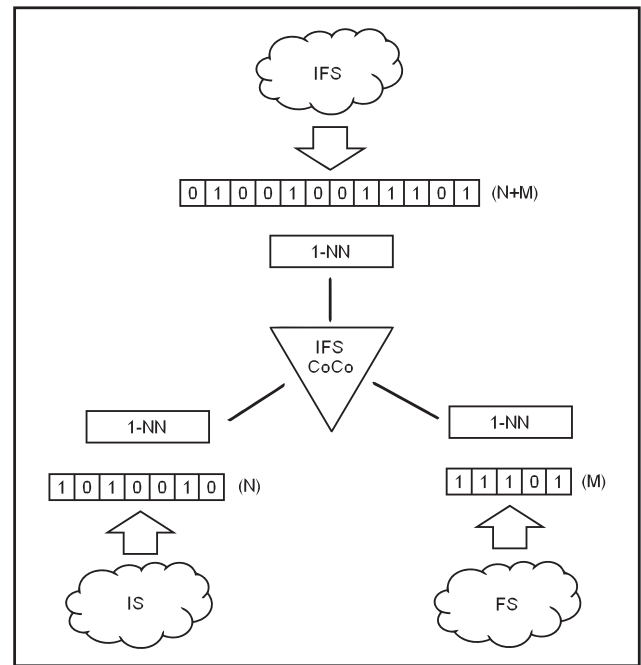 IFS
0 1 0 0 1 0 0 1 1 1 0 1 (N+M)
1-NN
IFS
CoCo
1-NN
1-NN
1 0 1 0 0 1 0 (N)
1 1 1 0 1 (M)
IS
FS